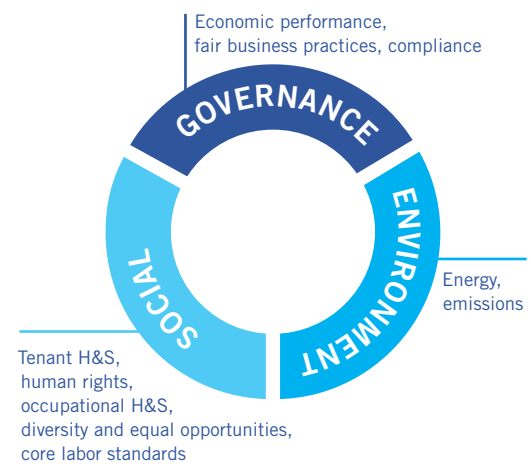 Economic performance,
fair business practices, compliance
GOVERNANCE
ENVIRONMENT
SOCIAL
Energy,
emissions
Tenant H&S,
human rights,
occupational H&S,
diversity and equal opportunities,
core labor standards